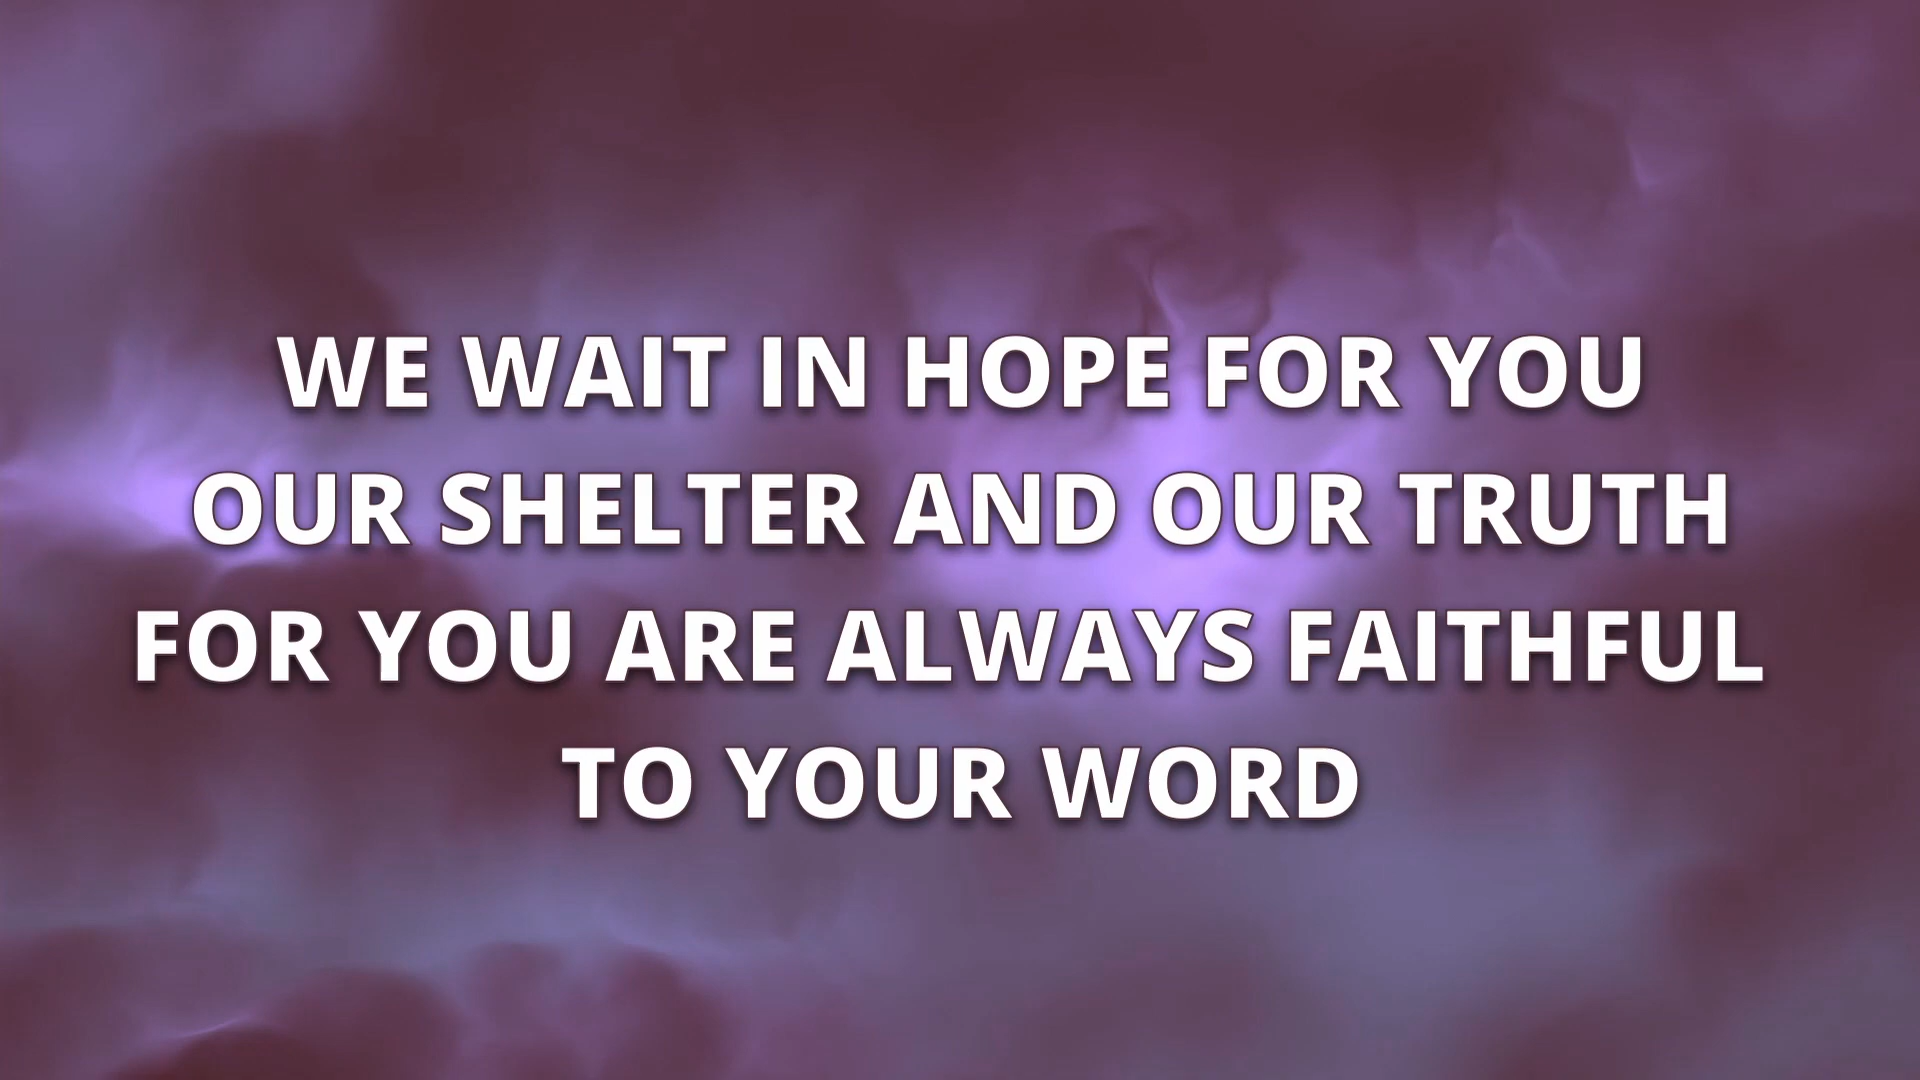 WE WAIT IN HOPE FOR YOU
OUR SHELTER AND OUR TRUTH
FOR YOU ARE ALWAYS FAITHFUL
TO YOUR WORD